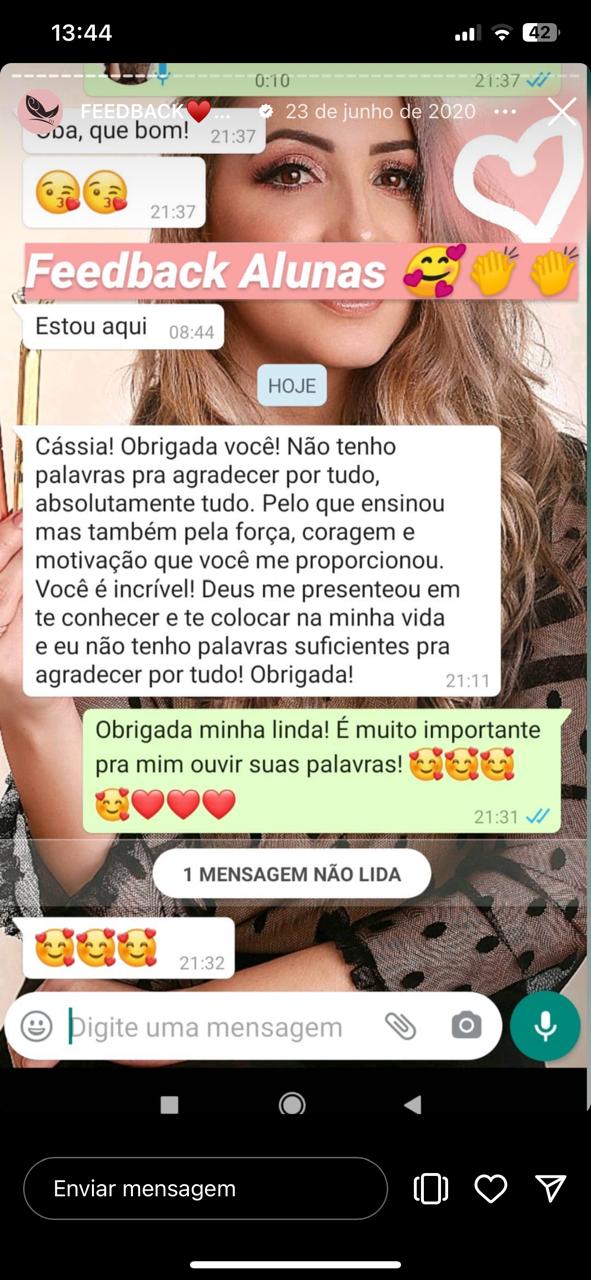 13:44
42
0:10
21:37
FEEDBACK❤️... 23 de junho de 2020
Oba, que bom! 21:37
😘😘 21:37
Feedback Alunas 🥰👏👏
Estou aqui 08:44
HOJE
Cássia! Obrigada você! Não tenho
palavras pra agradecer por tudo,
absolutamente tudo. Pelo que ensinou
mas também pela força, coragem e
motivação que você me proporcionou.
Você é incrível! Deus me presenteou em
te conhecer e te colocar na minha vida
e eu não tenho palavras suficientes pra
agradecer por tudo! Obrigada! 21:11
Obrigada minha linda! É muito importante
pra mim ouvir suas palavras! 🥰🥰🥰
🥰❤️❤️❤️ 21:31
1 MENSAGEM NÃO LIDA
🥰🥰🥰 21:32
Digite uma mensagem
Enviar mensagem